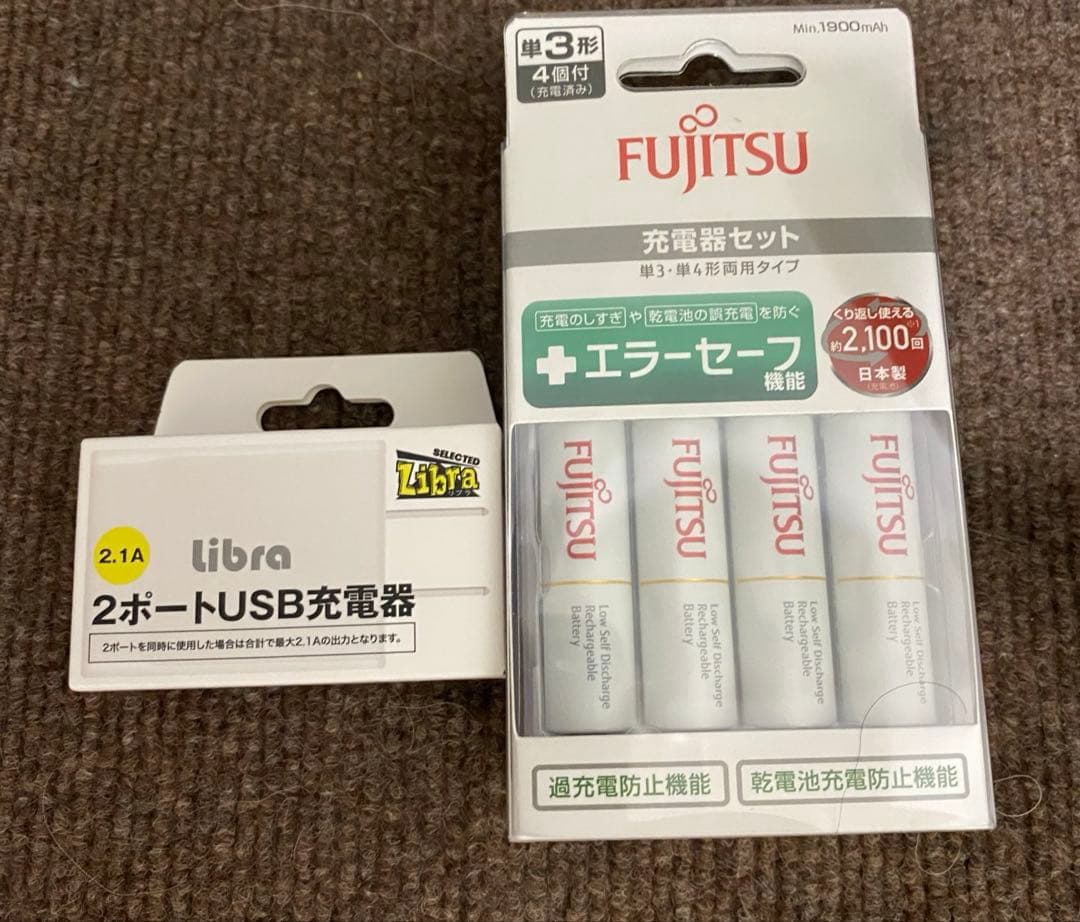 SELECTED
Libra
リブラ
2.1A
Libra
2ポートUSB充電器
2ポートを同時に使用した場合は合計で最大2.1Aの出力となります。
単3形
4個付
(充電済み)
Min.1900mAh
FUJITSU
充電器セット
単3・単4形両用タイプ
充電のしすぎや乾電池の誤充電を防ぐ
エラーセーフ
機能
くり返し使える
約2,100回※1
日本製
(充電池)
FUJITSU
Low Self Discharge
Rechargeable
Battery
FUJITSU
Low Self Discharge
Rechargeable
Battery
FUJITSU
Low Self Discharge
Rechargeable
Battery
FUJITSU
Low Self Discharge
Rechargeable
Battery
過充電防止機能
乾電池充電防止機能